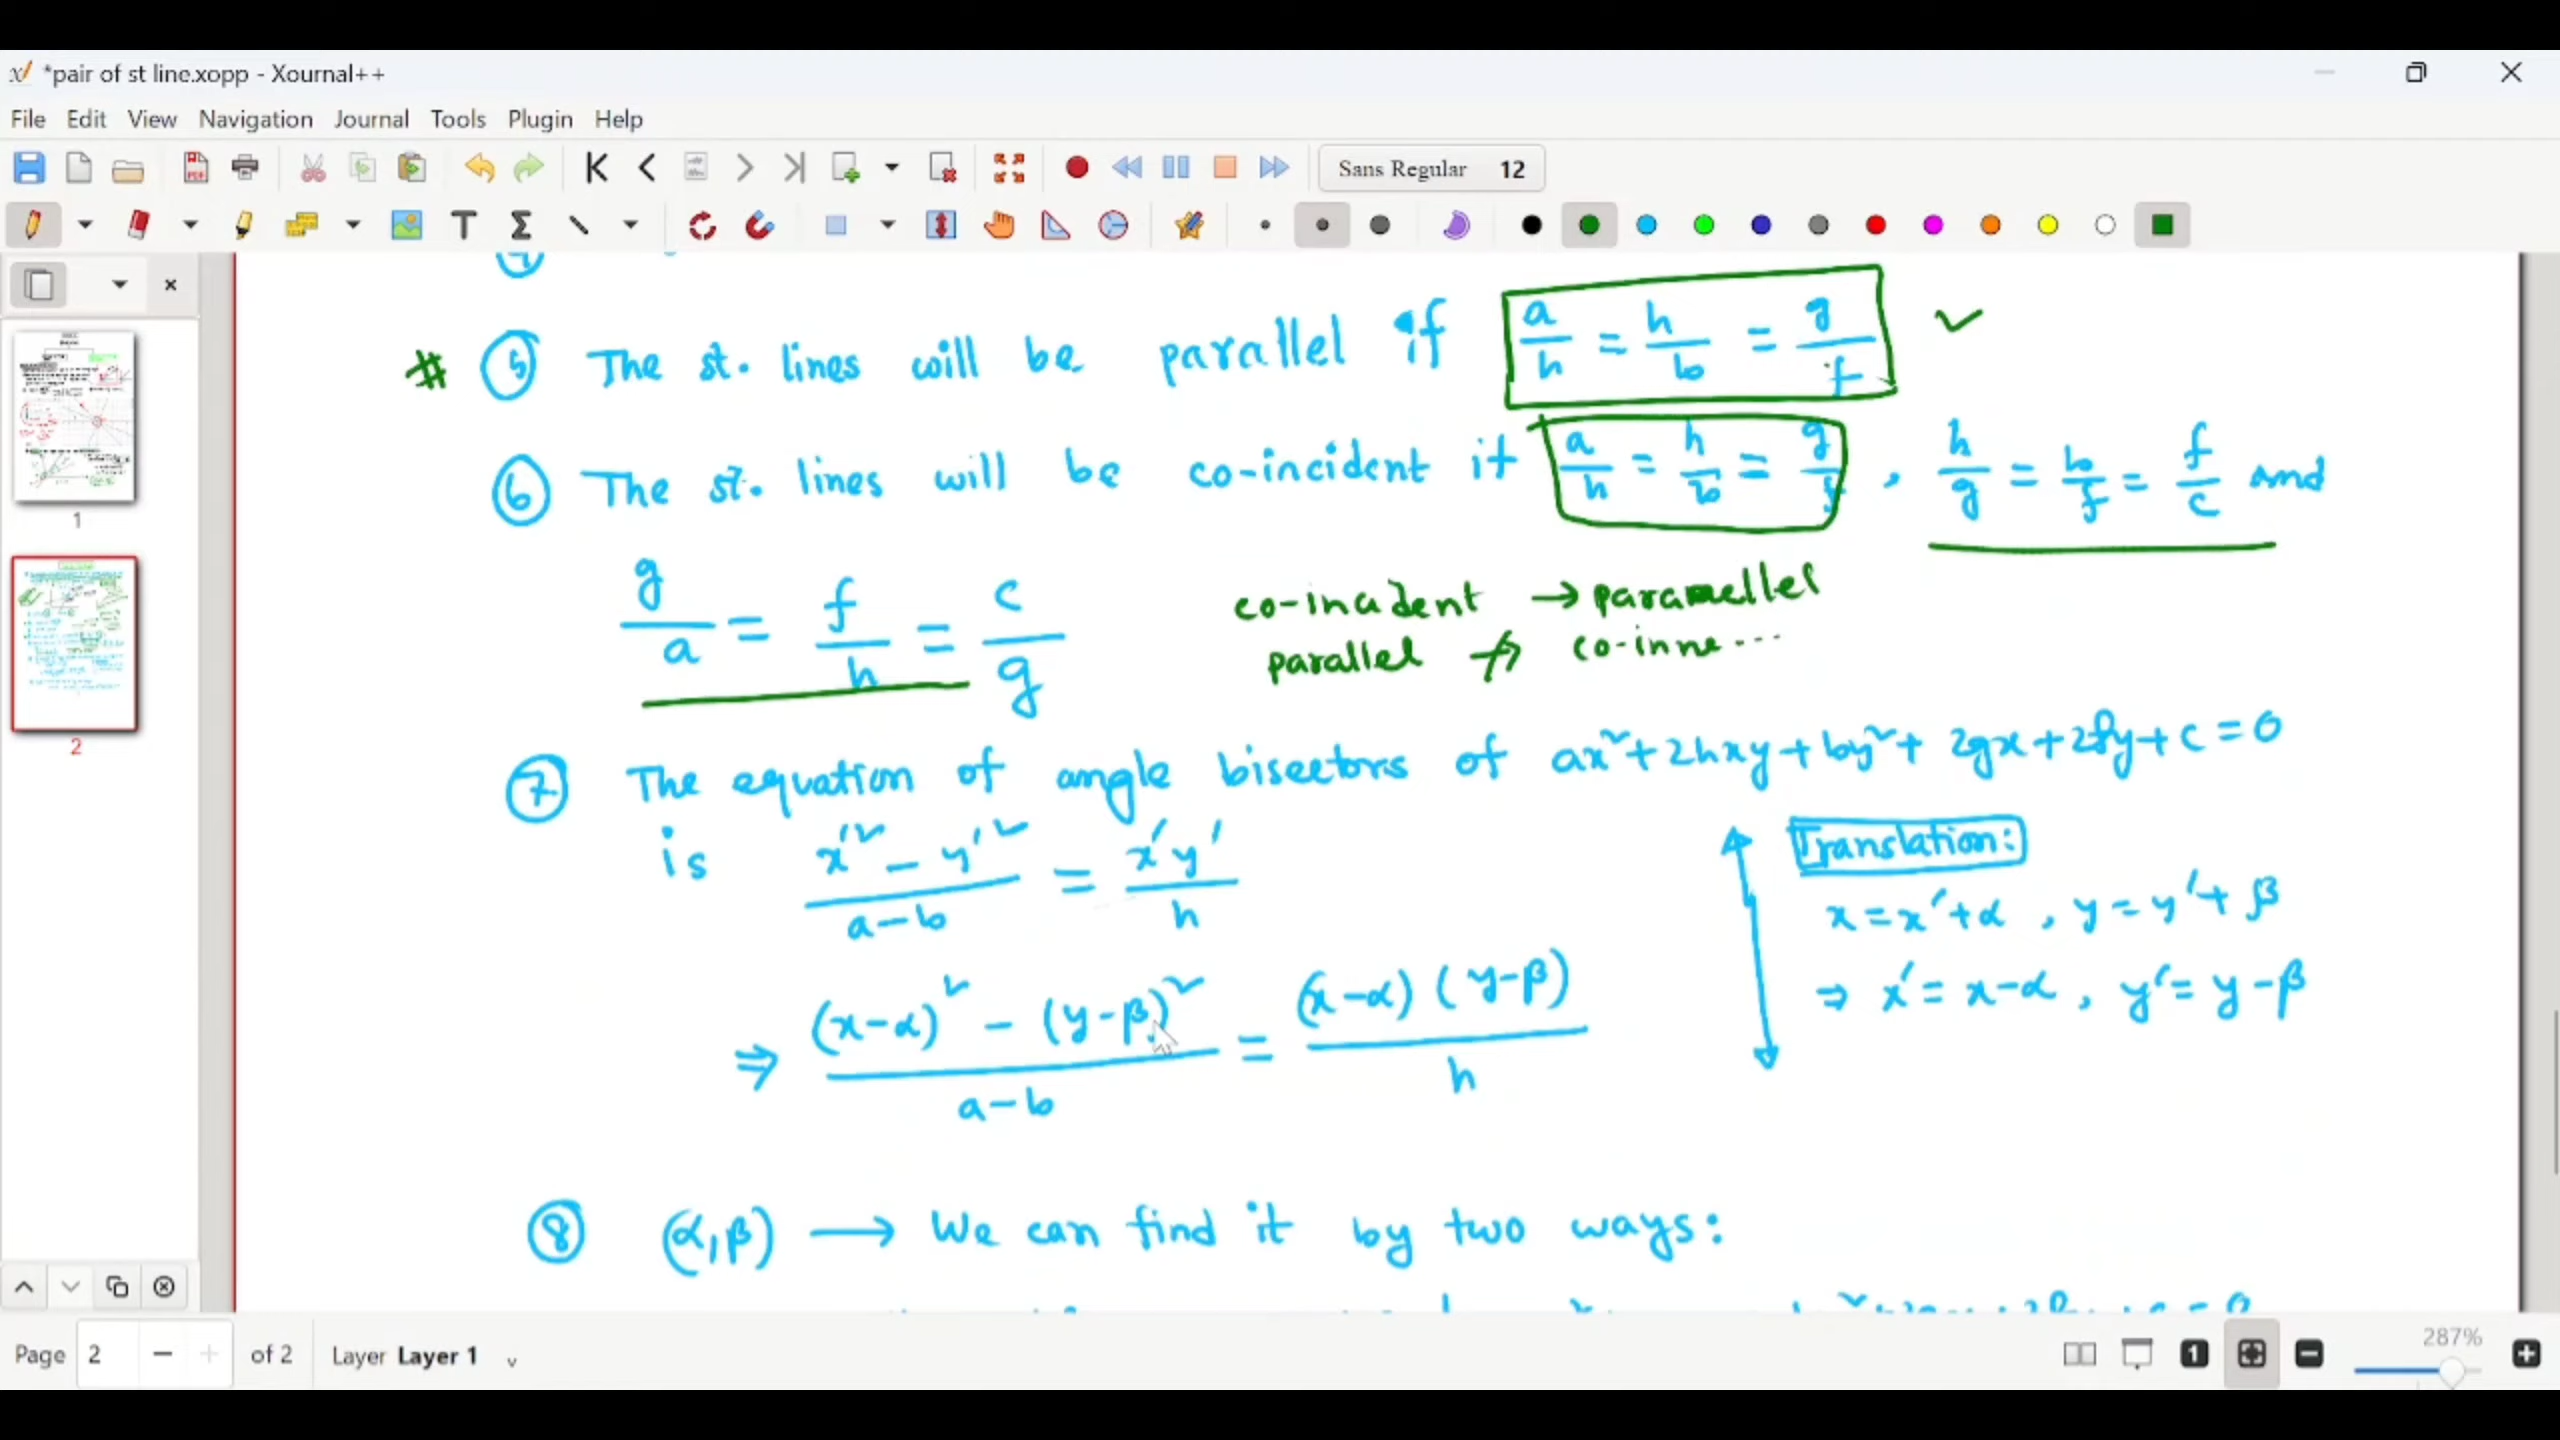 *pair of st line.xopp - Xournal++
File Edit View Navigation Journal Tools Plugin Help
Sans Regular 12
# ⑤ The st. lines will be parallel if a/h = h/b = g/f ✓
⑥ The st. lines will be co-incident if a/h = h/b = g/f , h/g = b/f = f/c and
g/a = f/h = c/g
co-incident → paramellel
parallel ↛ co-inne...
⑦ The equation of angle bisectors of ax²+2hxy+by²+2gx+2fy+c=0
is (x'² - y'²)/(a-b) = x'y'/h
Translation:
x = x'+α , y = y'+β
⇒ x' = x-α , y' = y-β
⇒ ((x-α)² - (y-β)²)/(a-b) = (x-α)(y-β)/h
⑧ (α,β) → We can find it by two ways:
1
2
Page 2 of 2 Layer Layer 1
287%